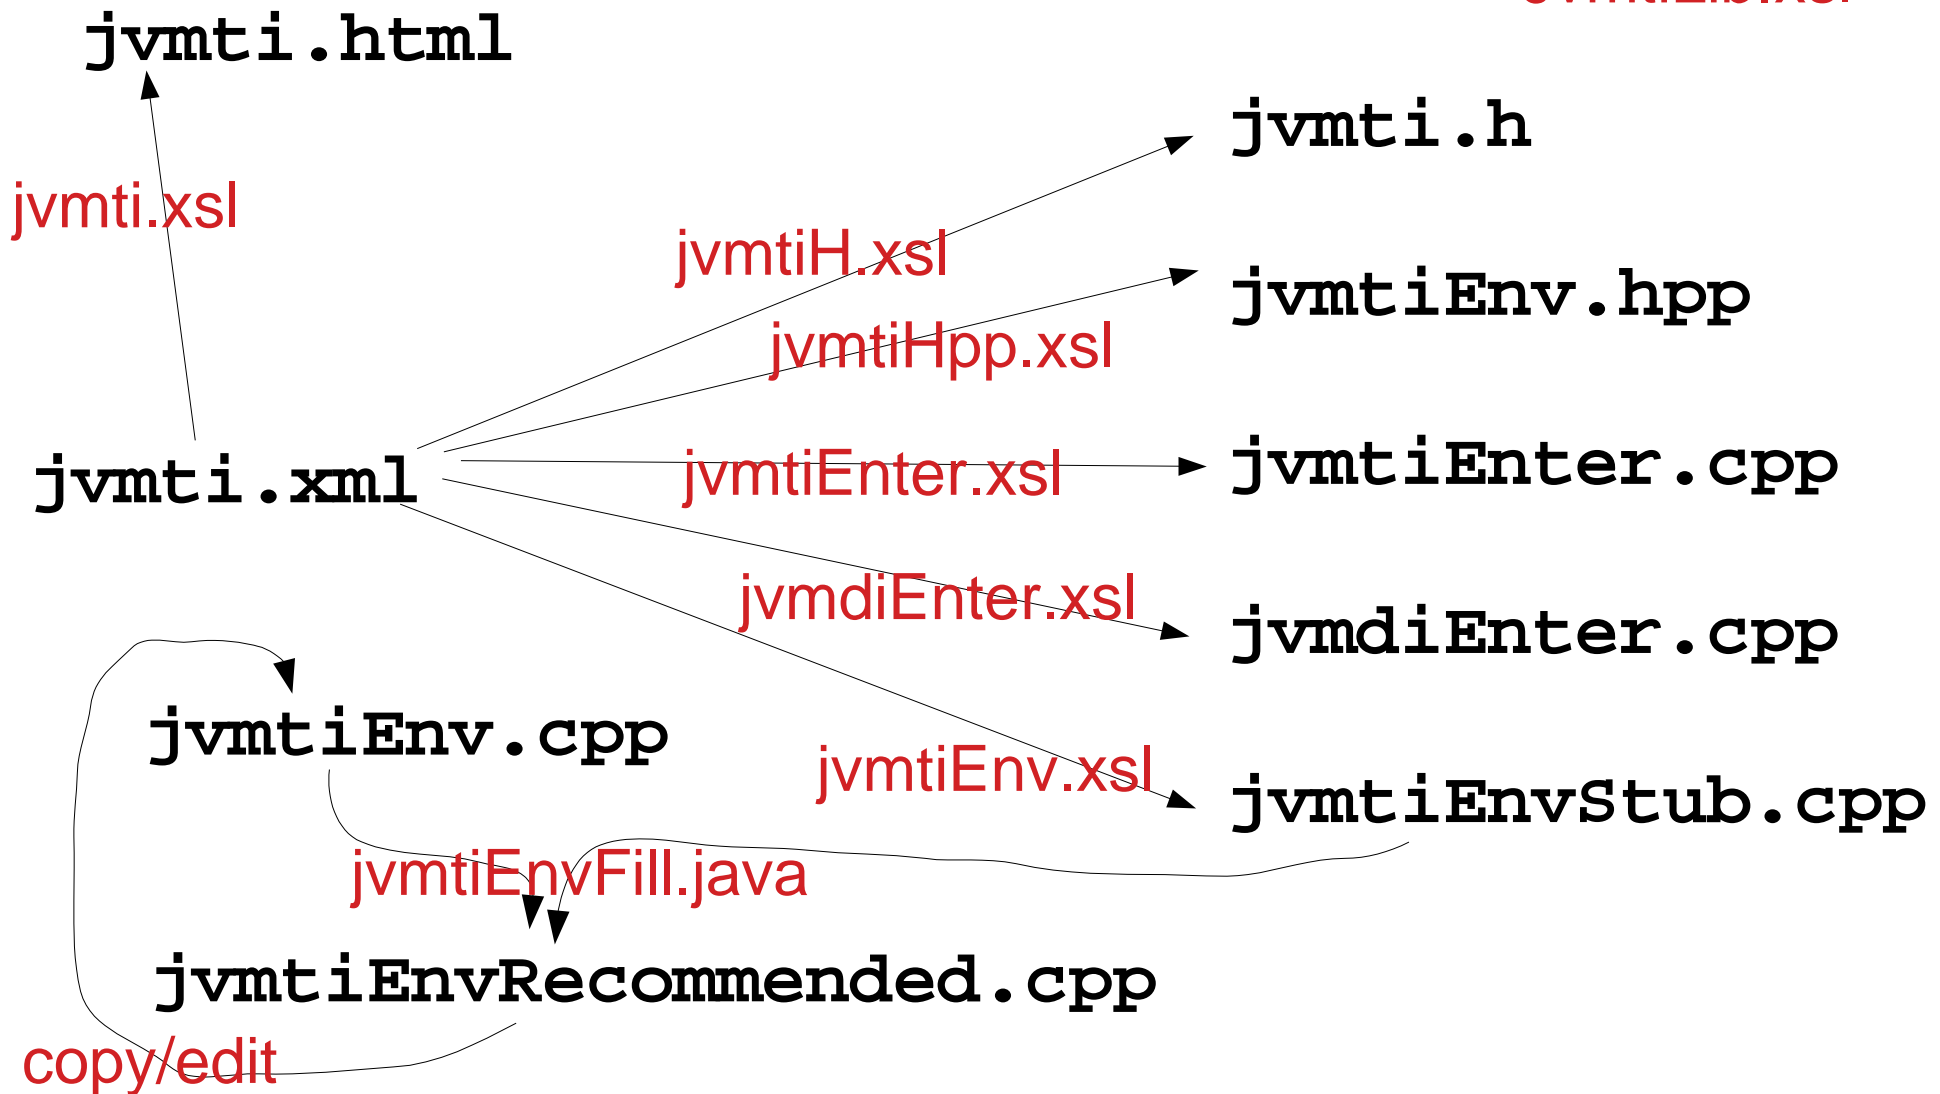 jvmti.html
jvmti.h
jvmti.xsl
jvmtiH.xsl
jvmtiEnv.hpp
jvmtiHpp.xsl
jvmti.xml
jvmtiEnter.xsl
jvmtiEnter.cpp
jvmdiEnter.xsl
jvmdiEnter.cpp
jvmtiEnv.cpp
jvmtiEnv.xsl
jvmtiEnvStub.cpp
jvmtiEnvFill.java
jvmtiEnvRecommended.cpp
copy/edit